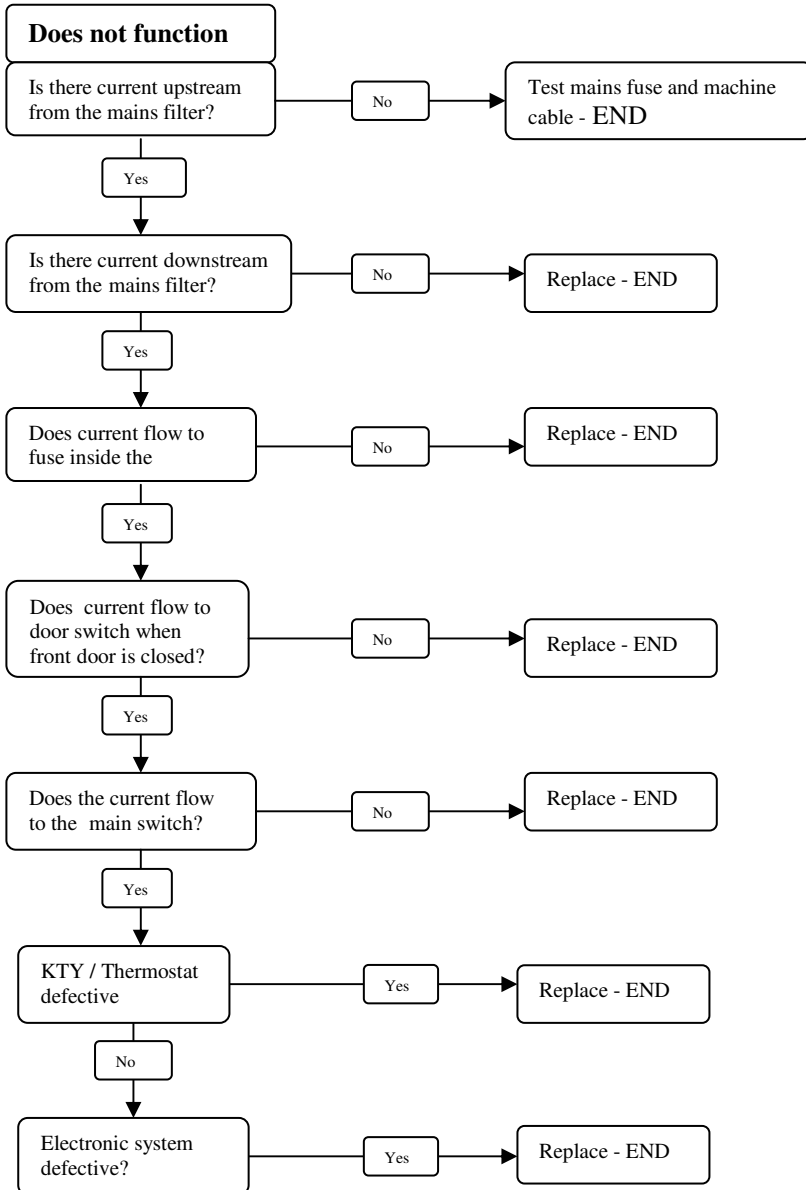 Does not function
Is there current upstream
from the mains filter?
No
Test mains fuse and machine
cable - END
Yes
Is there current downstream
from the mains filter?
No
Replace - END
Yes
Does current flow to
fuse inside the
No
Replace - END
Yes
Does current flow to
door switch when
front door is closed?
No
Replace - END
Yes
Does the current flow
to the main switch?
No
Replace - END
Yes
KTY / Thermostat
defective
Yes
Replace - END
No
Electronic system
defective?
Yes
Replace - END